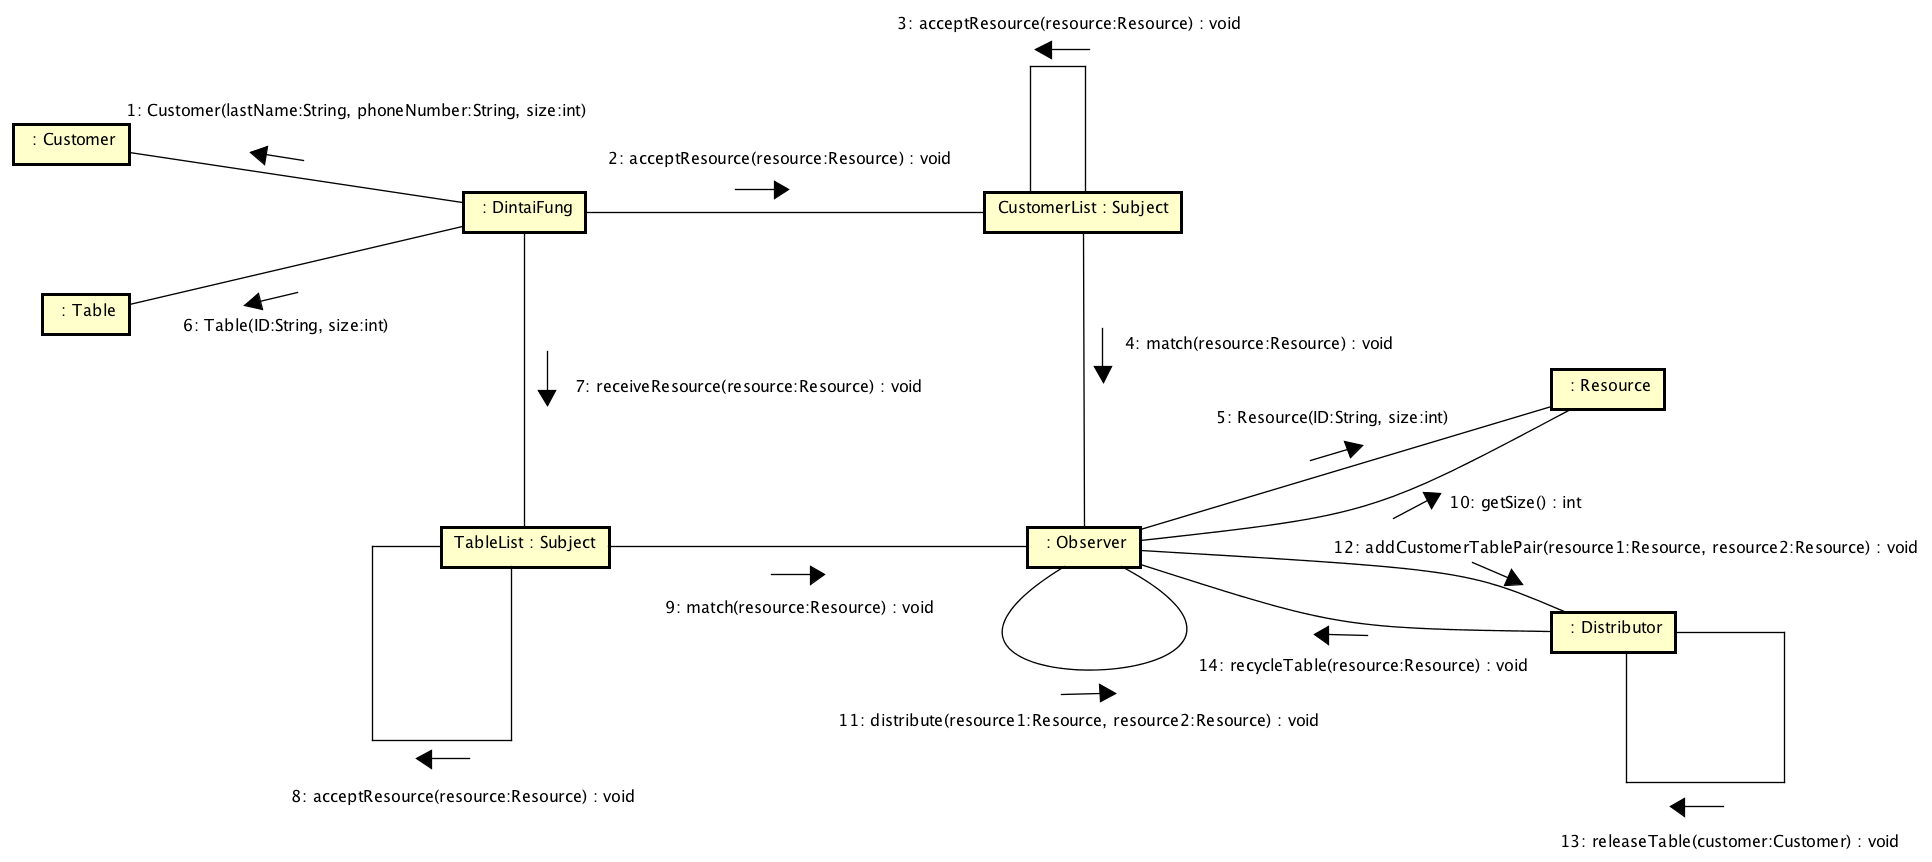 3: acceptResource(resource:Resource) : void
1: Customer(lastName:String, phoneNumber:String, size:int)
: Customer
2: acceptResource(resource:Resource) : void
: DintaiFung
CustomerList : Subject
: Table
6: Table(ID:String, size:int)
4: match(resource:Resource) : void
7: receiveResource(resource:Resource) : void
: Resource
5: Resource(ID:String, size:int)
10: getSize() : int
TableList : Subject
: Observer
12: addCustomerTablePair(resource1:Resource, resource2:Resource) : void
9: match(resource:Resource) : void
: Distributor
14: recycleTable(resource:Resource) : void
11: distribute(resource1:Resource, resource2:Resource) : void
8: acceptResource(resource:Resource) : void
13: releaseTable(customer:Customer) : void